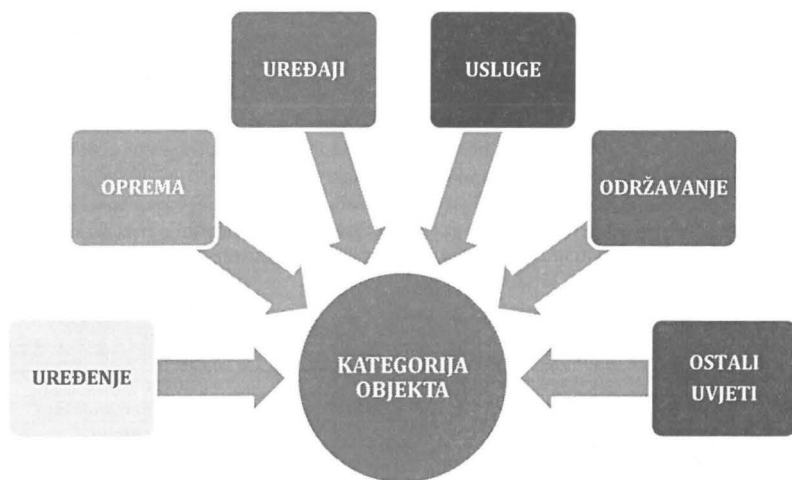 UREĐAJI
USLUGE
OPREMA
ODRŽAVANJE
UREĐENJE
KATEGORIJA
OBJEKTA
OSTALI
UVJETI